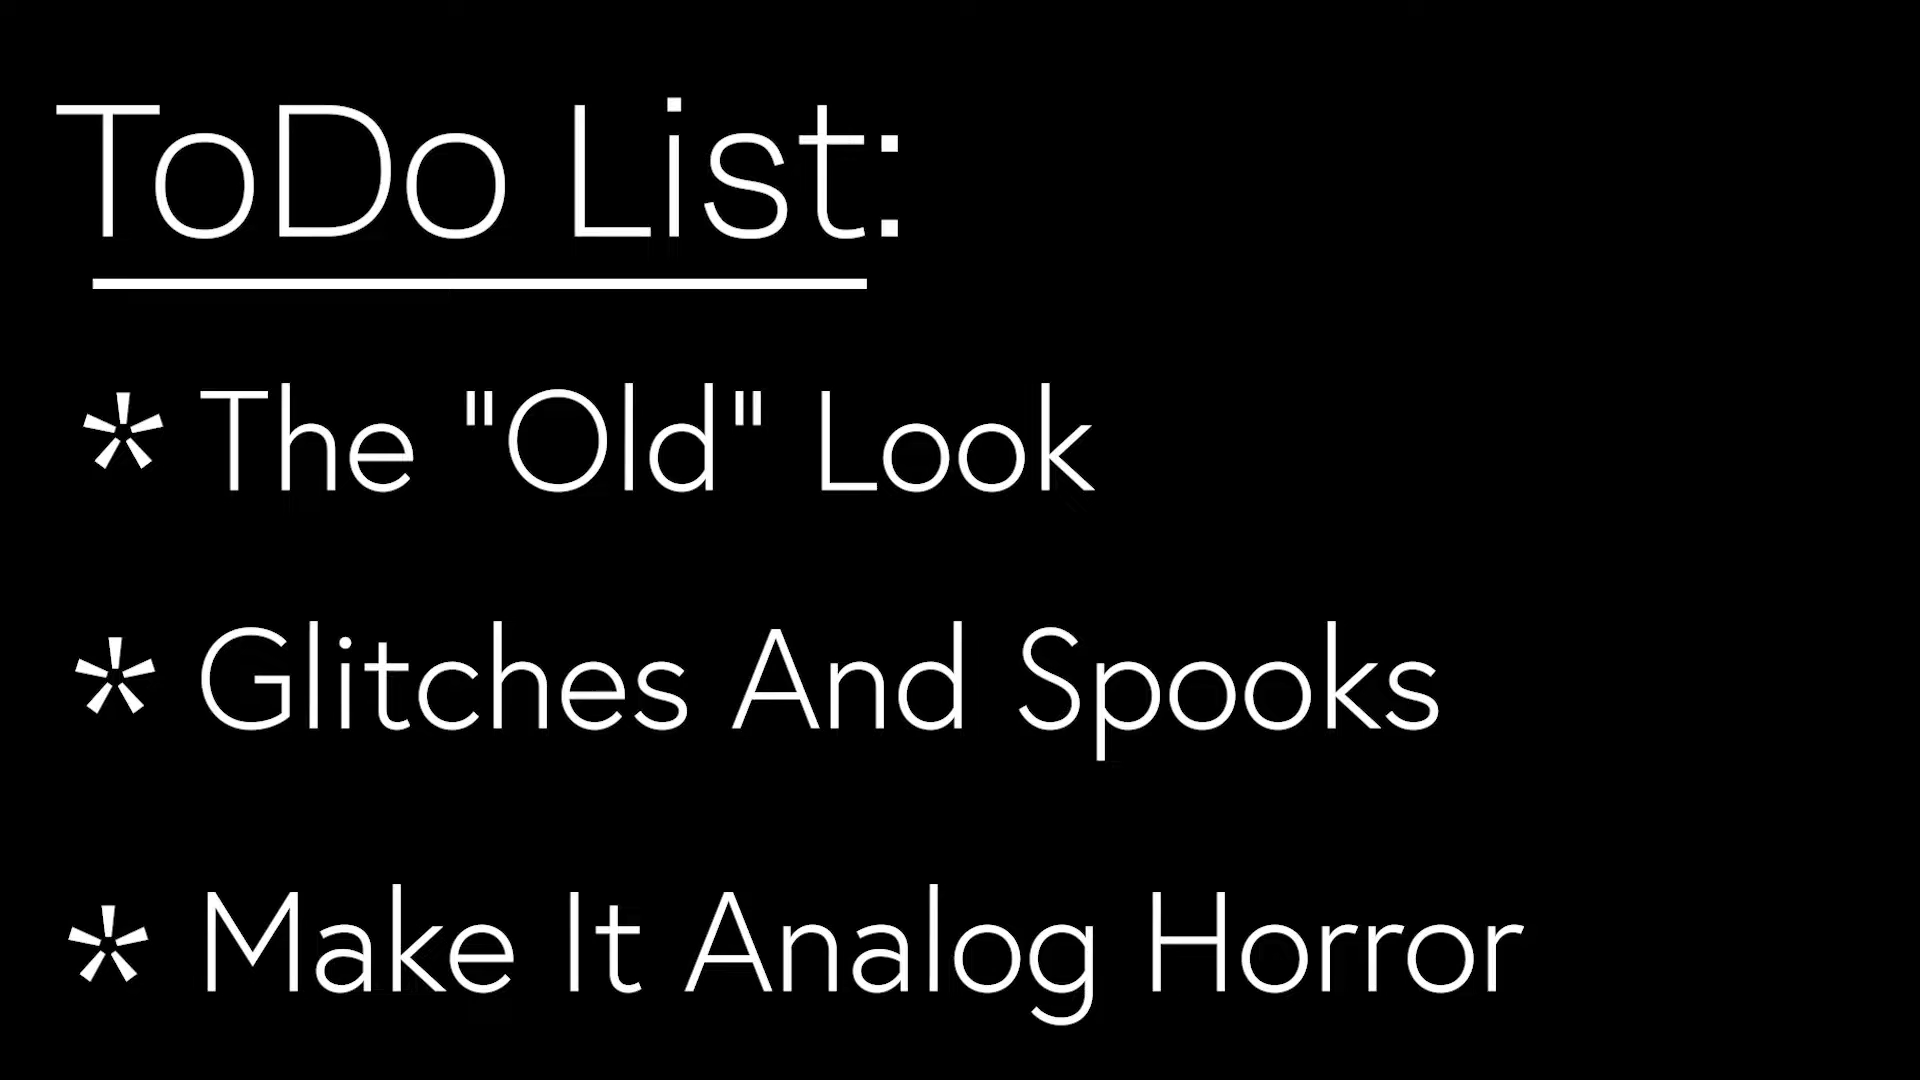 ToDo List:
* The "Old" Look
* Glitches And Spooks
* Make It Analog Horror